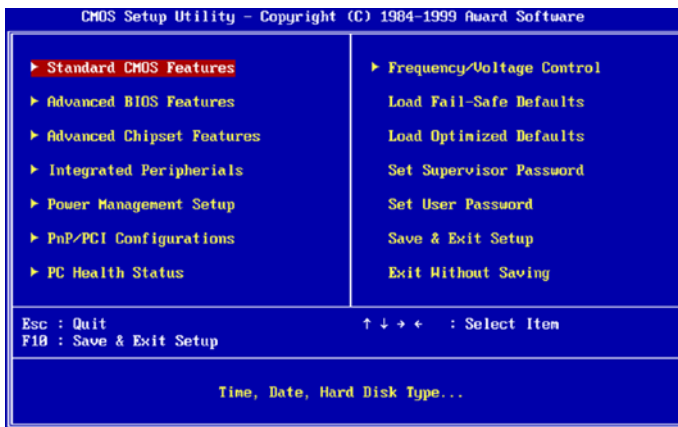 CMOS Setup Utility - Copyright (C) 1984-1999 Award Software
► Standard CMOS Features
► Advanced BIOS Features
► Advanced Chipset Features
► Integrated Peripherials
► Power Management Setup
► PnP/PCI Configurations
► PC Health Status
► Frequency/Voltage Control
Load Fail-Safe Defaults
Load Optimized Defaults
Set Supervisor Password
Set User Password
Save & Exit Setup
Exit Without Saving
Esc : Quit
F10 : Save & Exit Setup
↑ ↓ → ← : Select Item
Time, Date, Hard Disk Type...